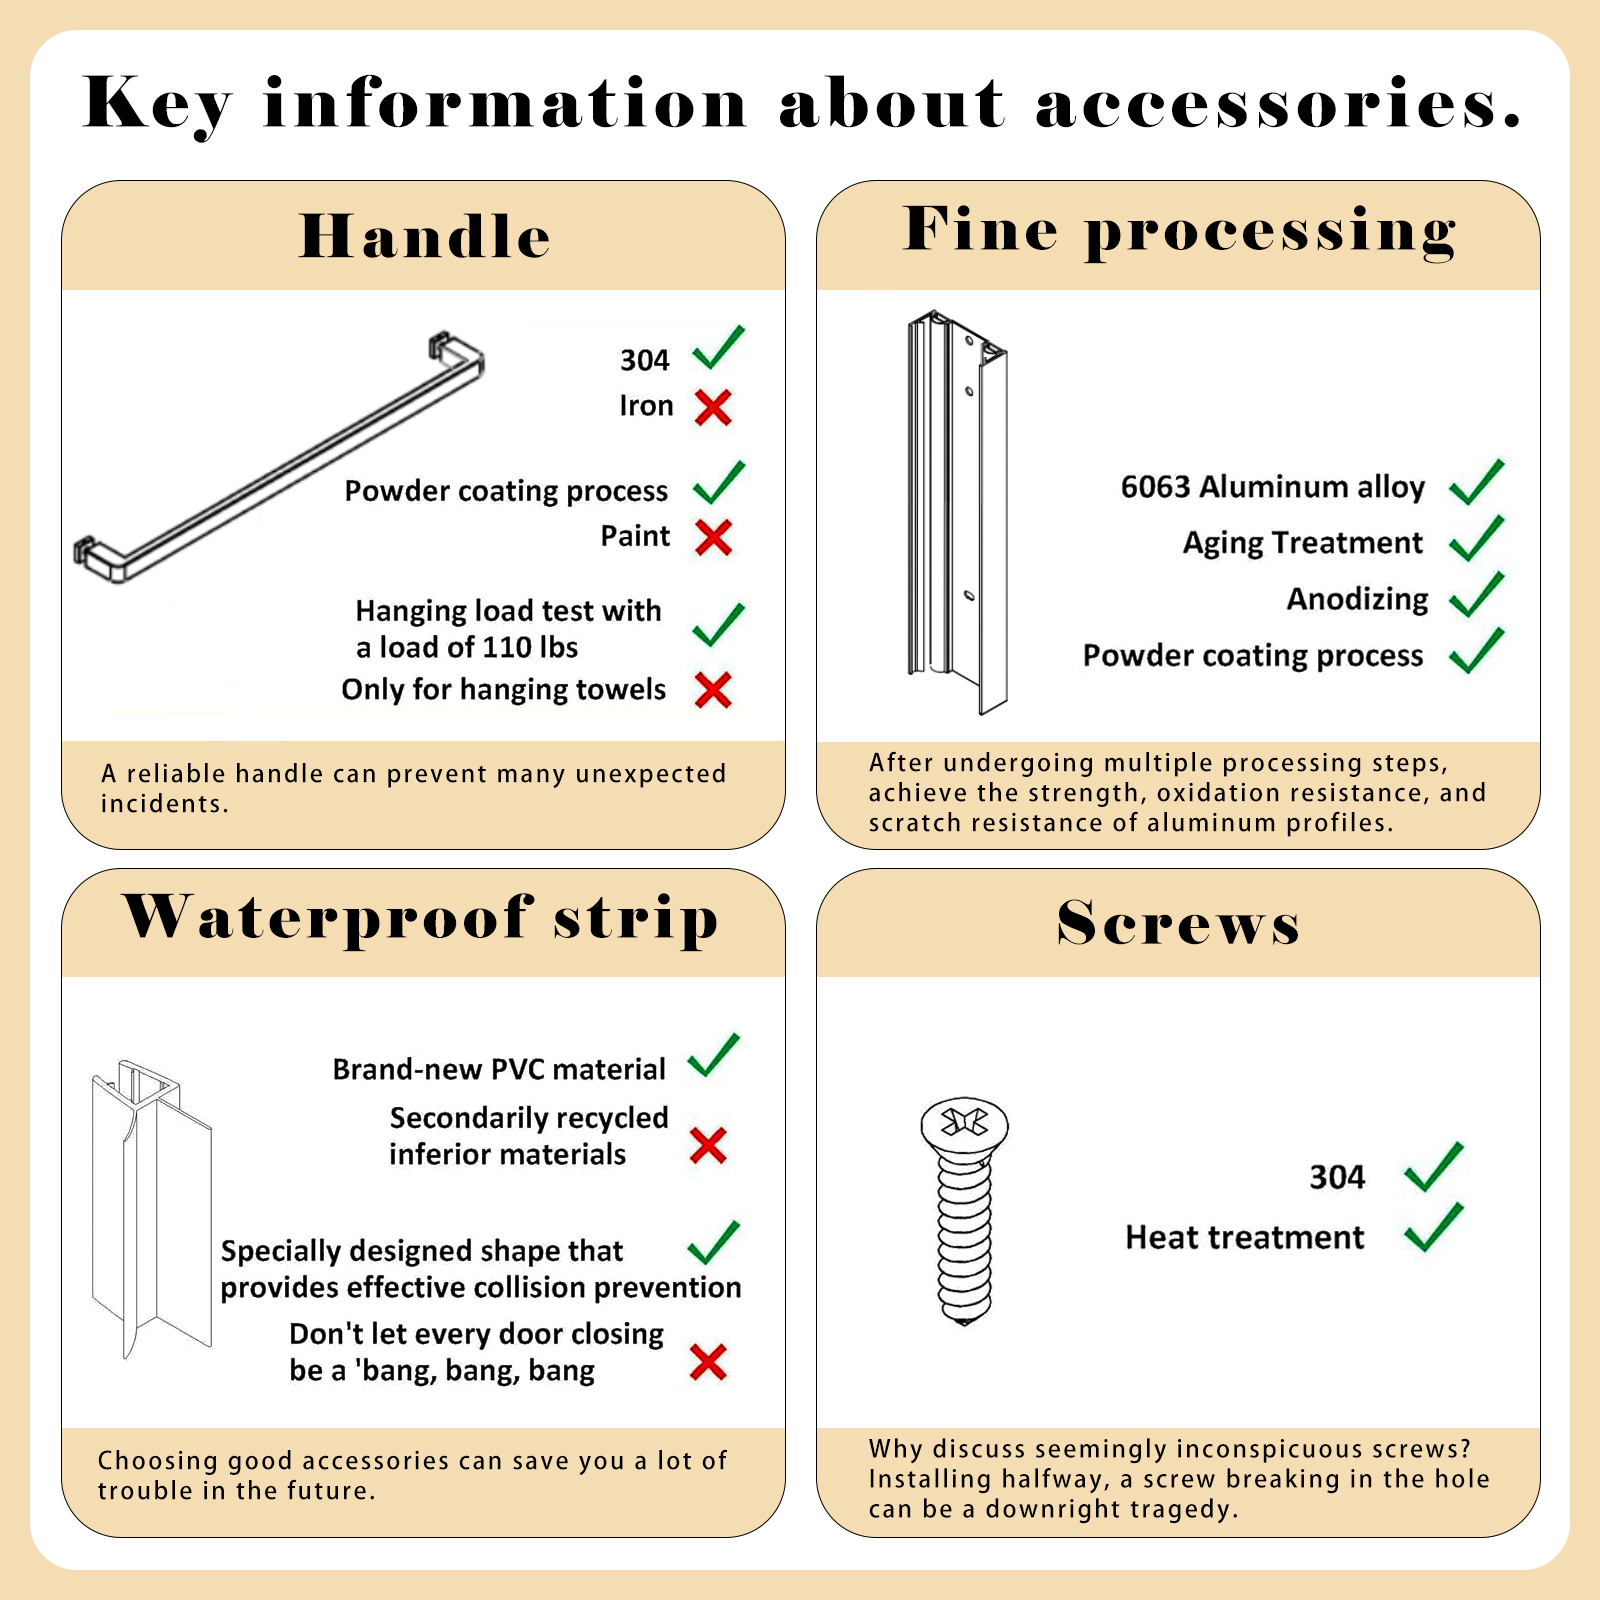 Key information about accessories.
Handle
304
Iron
Powder coating process
Paint
Hanging load test with
a load of 110 lbs
Only for hanging towels
A reliable handle can prevent many unexpected
incidents.
Fine processing
6063 Aluminum alloy
Aging Treatment
Anodizing
Powder coating process
After undergoing multiple processing steps,
achieve the strength, oxidation resistance, and
scratch resistance of aluminum profiles.
Waterproof strip
Brand-new PVC material
Secondarily recycled
inferior materials
Specially designed shape that
provides effective collision prevention
Don't let every door closing
be a 'bang, bang, bang
Choosing good accessories can save you a lot of
trouble in the future.
Screws
304
Heat treatment
Why discuss seemingly inconspicuous screws?
Installing halfway, a screw breaking in the hole
can be a downright tragedy.